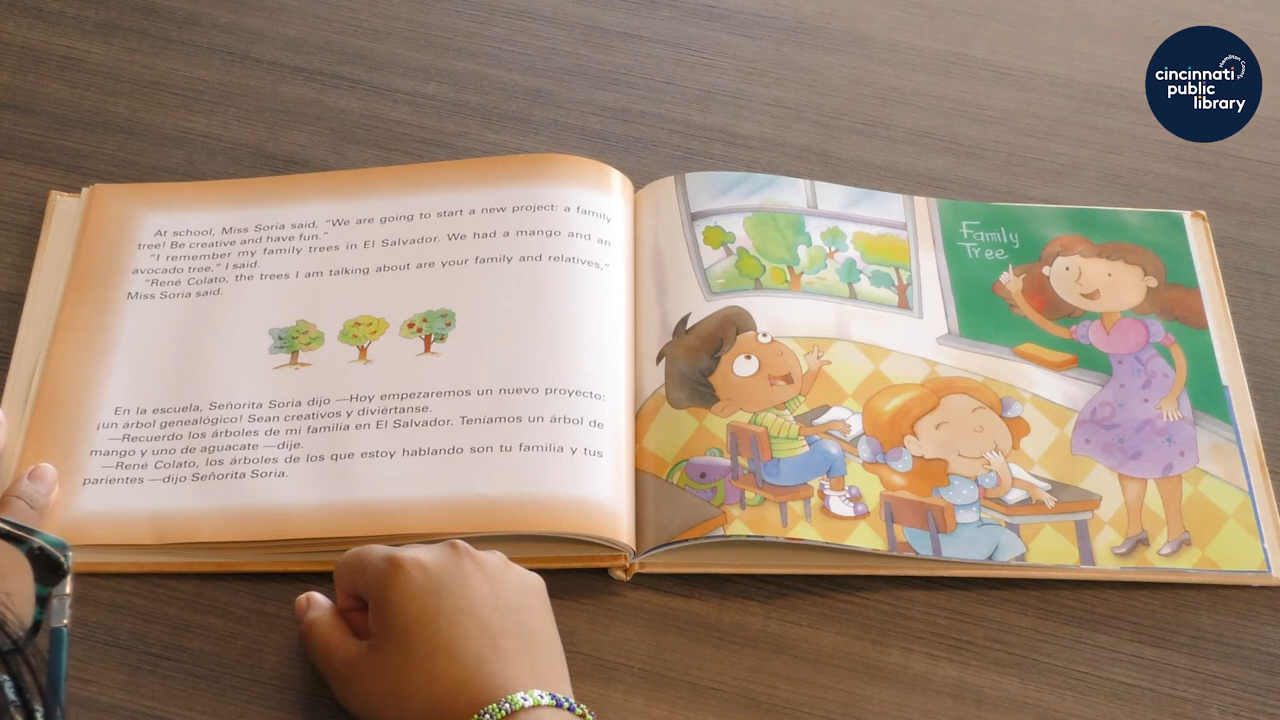 At school, Miss Soria said, "We are going to start a new project: a family
tree! Be creative and have fun."
"I remember my family trees in El Salvador. We had a mango and an
avocado tree," I said.
"René Colato, the trees I am talking about are your family and relatives,"
Miss Soria said.
En la escuela, Señorita Soria dijo —Hoy empezaremos un nuevo proyecto:
¡un árbol genealógico! Sean creativos y diviértanse.
—Recuerdo los árboles de mi familia en El Salvador. Teníamos un árbol de
mango y uno de aguacate —dije.
—René Colato, los árboles de los que estoy hablando son tu familia y tus
parientes —dijo Señorita Soria.
Family
Tree
cincinnati
Hamilton County
public
library